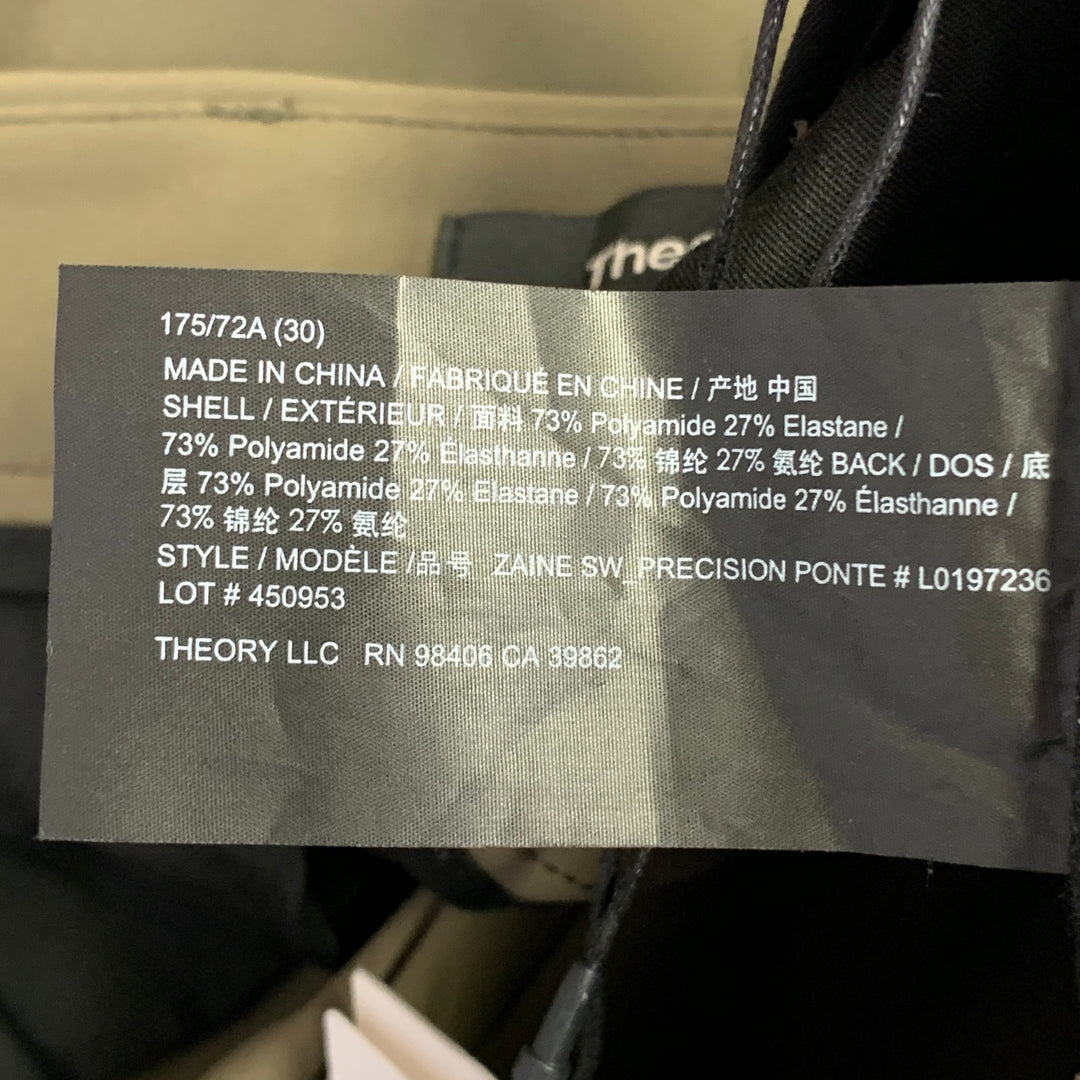 Theo
175/72A (30)
MADE IN CHINA / FABRIQUÉ EN CHINE / 产地 中国
SHELL / EXTÉRIEUR / 面料 73% Polyamide 27% Elastane /
73% Polyamide 27% Élasthanne / 73% 锦纶 27% 氨纶 BACK / DOS / 底
层 73% Polyamide 27% Elastane / 73% Polyamide 27% Élasthanne /
73% 锦纶 27% 氨纶
STYLE / MODÈLE /品号 ZAINE SW_PRECISION PONTE # L0197236
LOT # 450953
THEORY LLC RN 98406 CA 39862